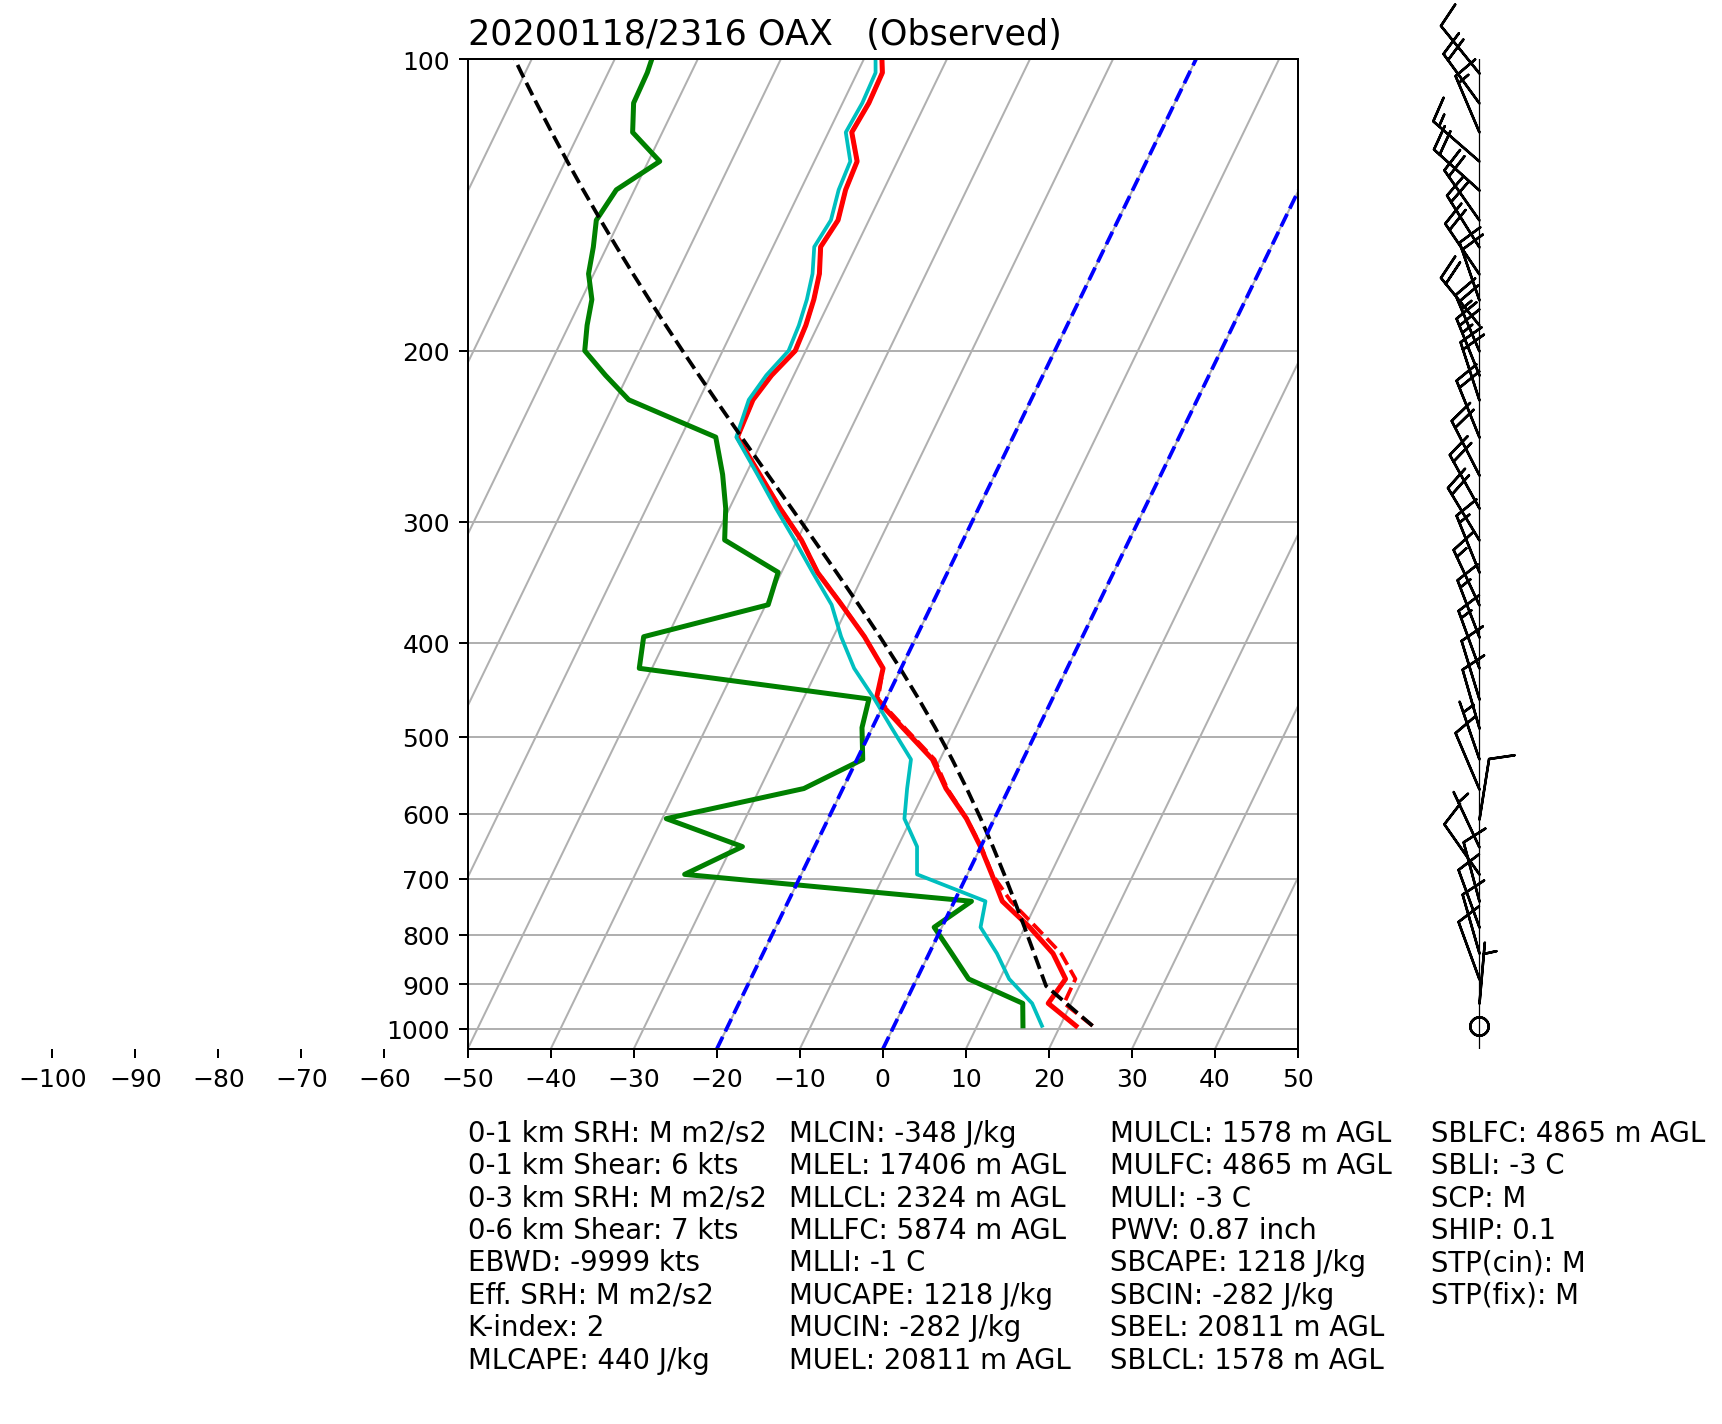 20200118/2316 OAX (Observed)
100
200
300
400
500
600
700
800
900
1000
−100 −90 −80 −70 −60 −50 −40 −30 −20 −10 0 10 20 30 40 50
0-1 km SRH: M m2/s2 MLCIN: -348 J/kg MULCL: 1578 m AGL SBLFC: 4865 m AGL
0-1 km Shear: 6 kts MLEL: 17406 m AGL MULFC: 4865 m AGL SBLI: -3 C
0-3 km SRH: M m2/s2 MLLCL: 2324 m AGL MULI: -3 C SCP: M
0-6 km Shear: 7 kts MLLFC: 5874 m AGL PWV: 0.87 inch SHIP: 0.1
EBWD: -9999 kts MLLI: -1 C SBCAPE: 1218 J/kg STP(cin): M
Eff. SRH: M m2/s2 MUCAPE: 1218 J/kg SBCIN: -282 J/kg STP(fix): M
K-index: 2 MUCIN: -282 J/kg SBEL: 20811 m AGL
MLCAPE: 440 J/kg MUEL: 20811 m AGL SBLCL: 1578 m AGL